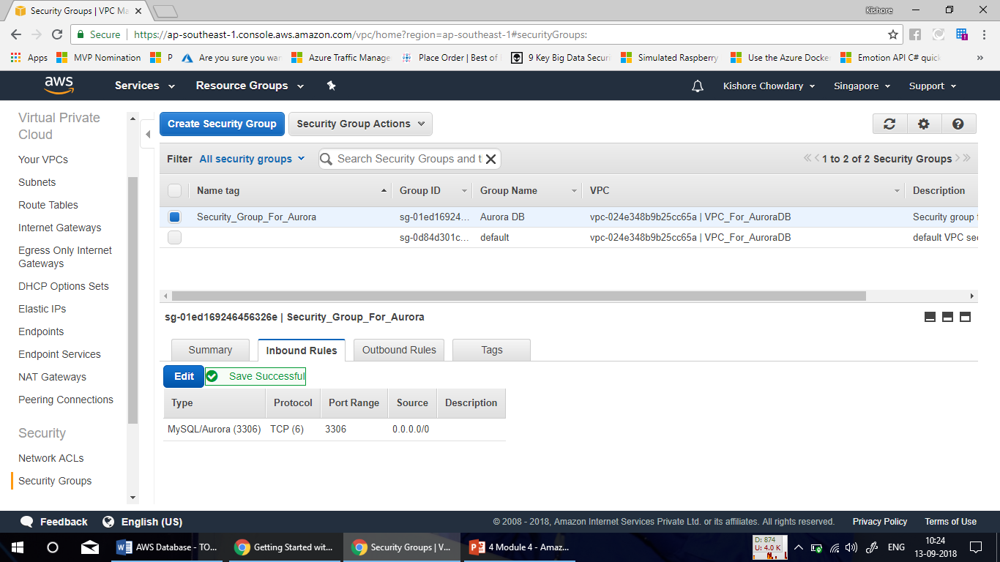 Security Groups | VPC Ma
Kishore
Secure
https://ap-southeast-1.console.aws.amazon.com/vpc/home?region=ap-southeast-1#securityGroups:
Apps
MVP Nomination
P
Are you sure you wan
Azure Traffic Manage
Place Order | Best of
9 Key Big Data Secur
Simulated Raspberry
Use the Azure Docke
Emotion API C# quic
»
aws
Services
Resource Groups
Kishore Chowdary
Singapore
Support
Virtual Private
Cloud
Your VPCs
Subnets
Route Tables
Internet Gateways
Egress Only Internet
Gateways
DHCP Options Sets
Elastic IPs
Endpoints
Endpoint Services
NAT Gateways
Peering Connections
Security
Network ACLs
Security Groups
Create Security Group
Security Group Actions
Filter All security groups
Search Security Groups and t
1 to 2 of 2 Security Groups
Name tag Group ID Group Name VPC Description
Security_Group_For_Aurora sg-01ed16924... Aurora DB vpc-024e348b9b25cc65a | VPC_For_AuroraDB Security group
sg-0d84d301c... default vpc-024e348b9b25cc65a | VPC_For_AuroraDB default VPC sec
sg-01ed169246456326e | Security_Group_For_Aurora
Summary
Inbound Rules
Outbound Rules
Tags
Edit
Save Successful
Type Protocol Port Range Source Description
MySQL/Aurora (3306) TCP (6) 3306 0.0.0.0/0
Feedback
English (US)
© 2008 - 2018, Amazon Internet Services Private Ltd. or its affiliates. All rights reserved.
Privacy Policy
Terms of Use
AWS Database - TO...
Getting Started wit...
Security Groups | V...
4 Module 4 - Amaz...
D: 874
U: 4.0 K
ENG
10:24
13-09-2018